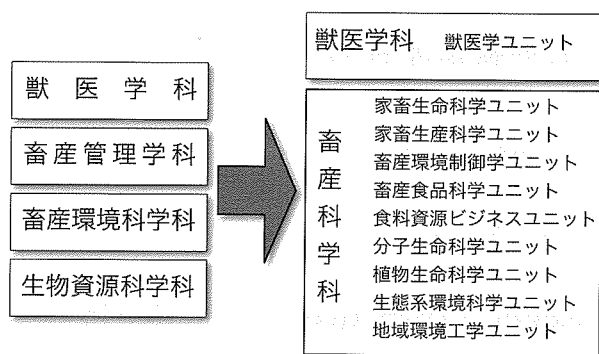 獣医学科
畜産管理学科
畜産環境科学科
生物資源科学科
獣医学科 獣医学ユニット
畜産科学科
家畜生命科学ユニット
家畜生産科学ユニット
畜産環境制御学ユニット
畜産食品科学ユニット
食料資源ビジネスユニット
分子生命科学ユニット
植物生命科学ユニット
生態系環境科学ユニット
地域環境工学ユニット